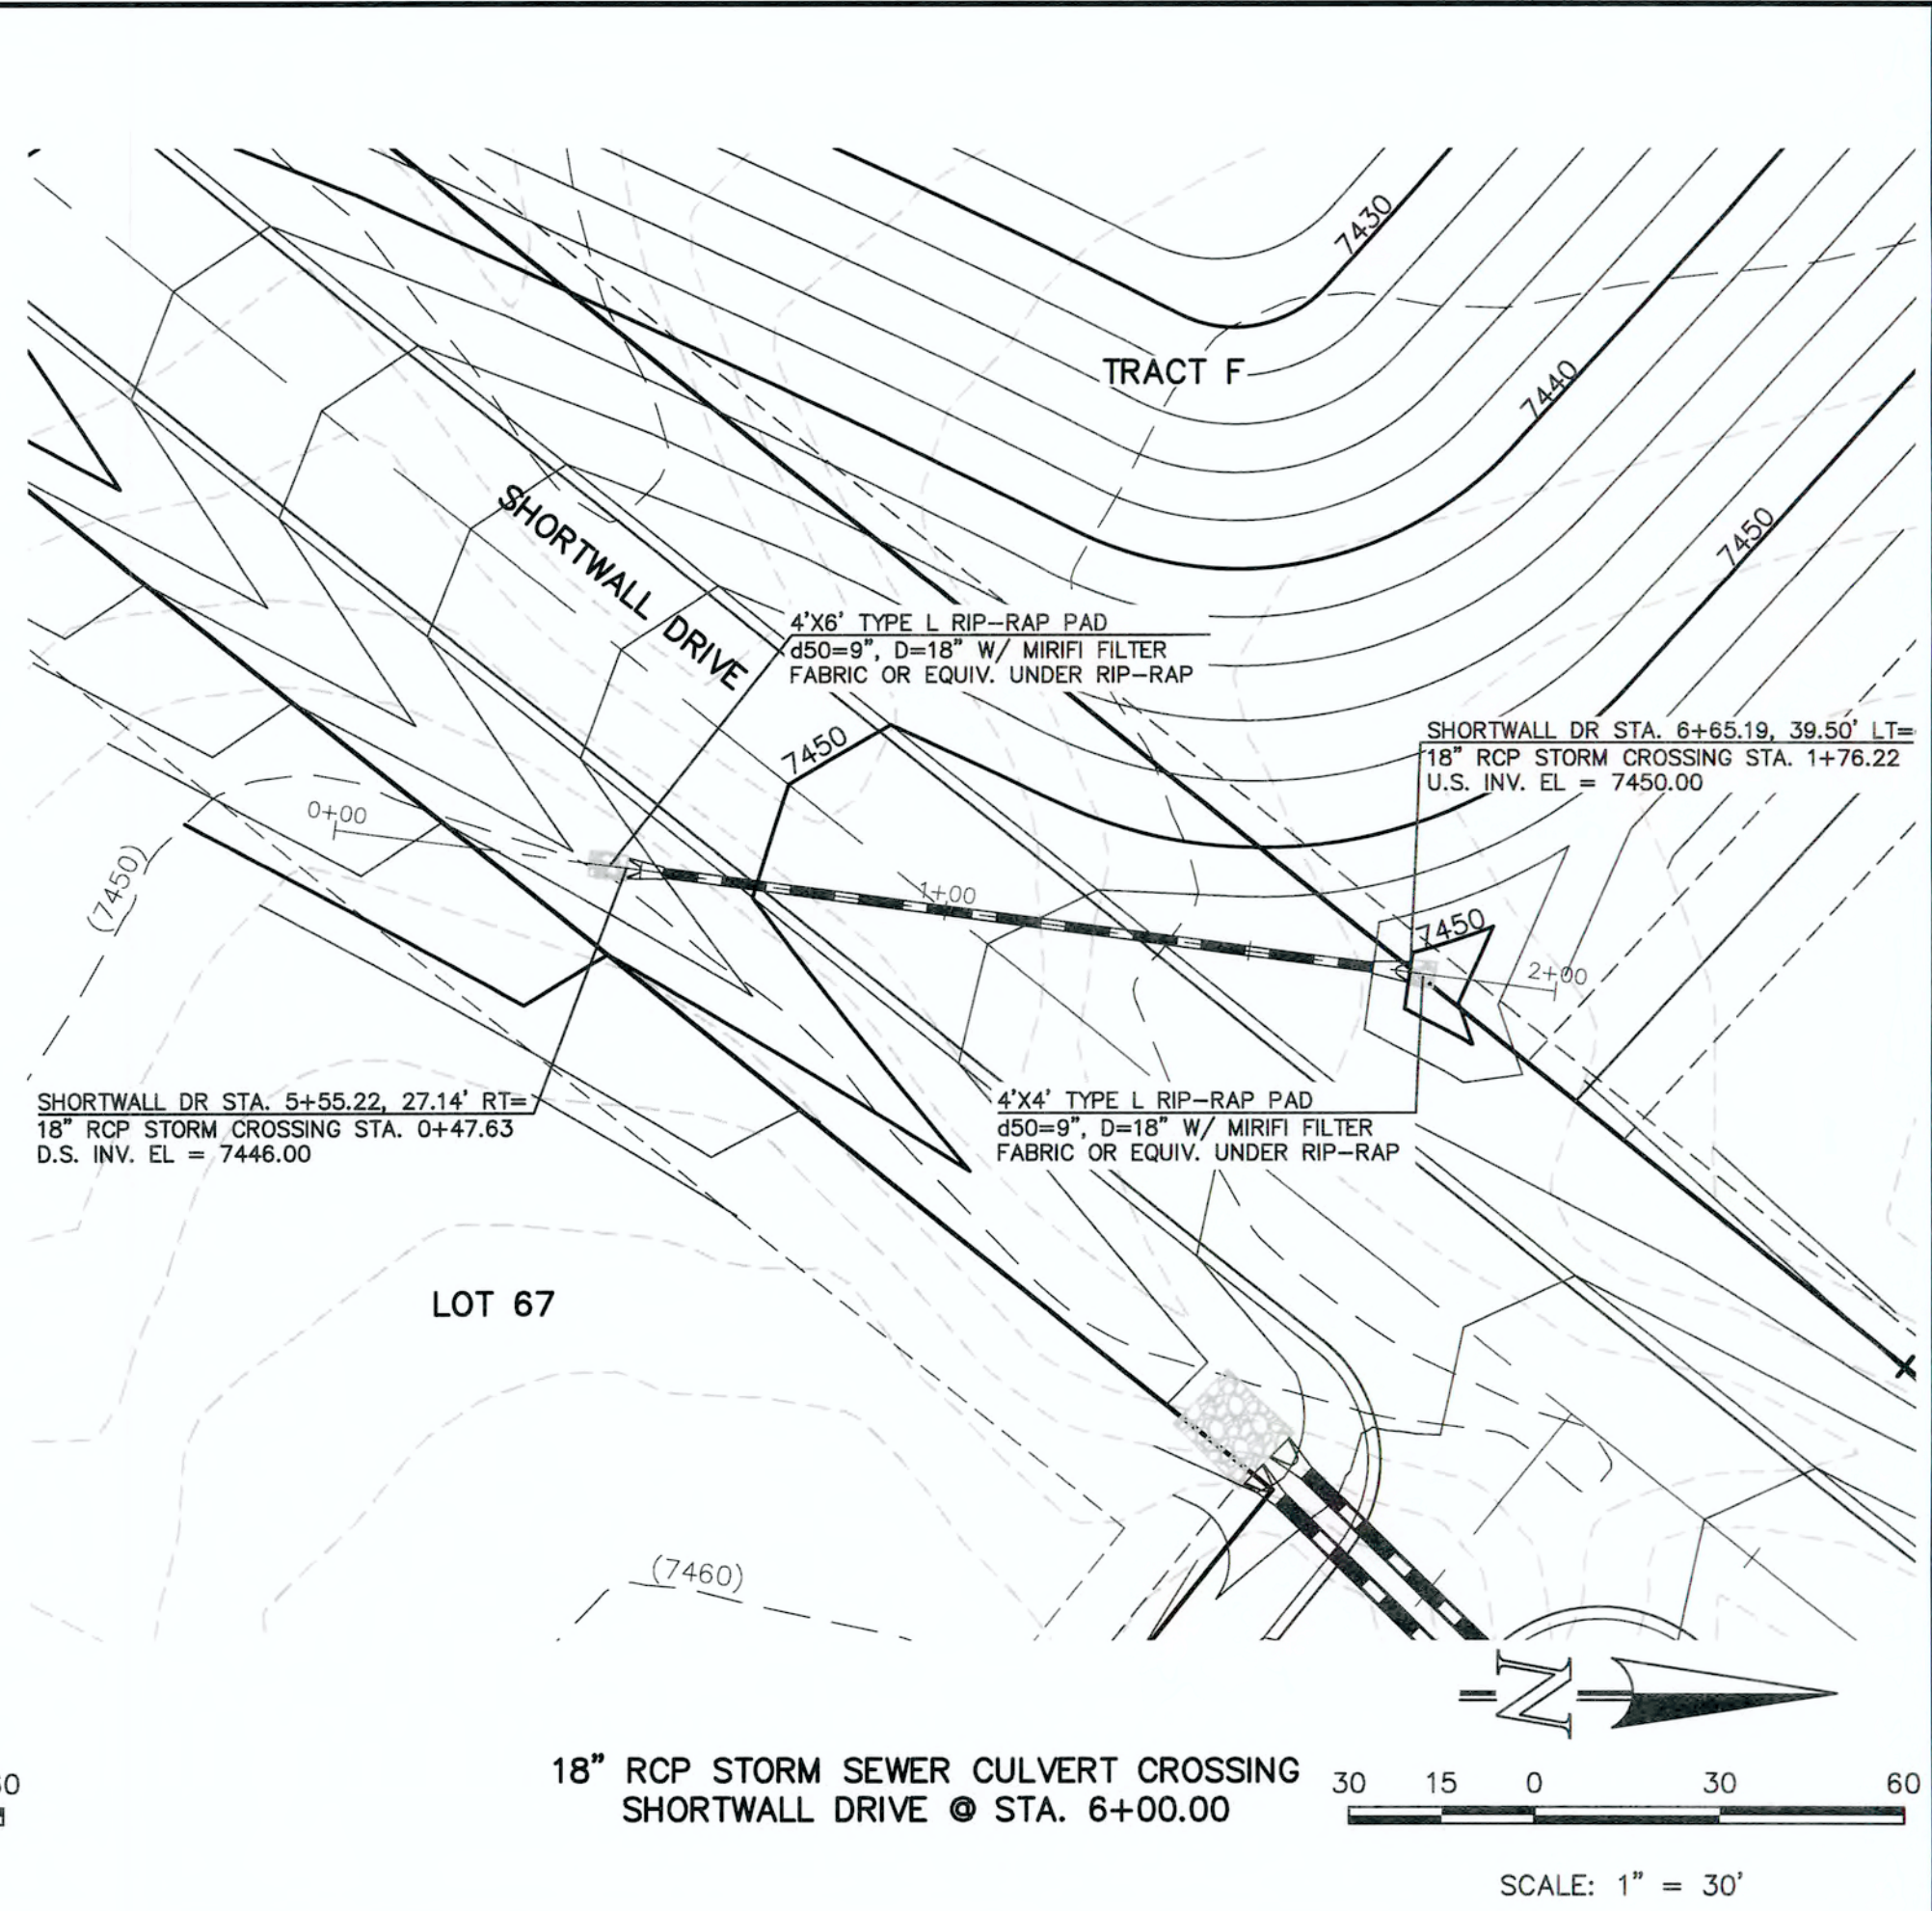 7430
TRACT F
7440
7450
SHORTWALL DRIVE
4'X6' TYPE L RIP-RAP PAD
d50=9", D=18" W/ MIRIFI FILTER
FABRIC OR EQUIV. UNDER RIP-RAP
7450
SHORTWALL DR STA. 6+65.19, 39.50' LT=
18" RCP STORM CROSSING STA. 1+76.22
U.S. INV. EL = 7450.00
0+00
(7450)
1+00
7450
2+00
SHORTWALL DR STA. 5+55.22, 27.14' RT=
18" RCP STORM CROSSING STA. 0+47.63
D.S. INV. EL = 7446.00
4'X4' TYPE L RIP-RAP PAD
d50=9", D=18" W/ MIRIFI FILTER
FABRIC OR EQUIV. UNDER RIP-RAP
LOT 67
(7460)
N
18" RCP STORM SEWER CULVERT CROSSING
SHORTWALL DRIVE @ STA. 6+00.00
30 15 0 30 60
SCALE: 1" = 30'